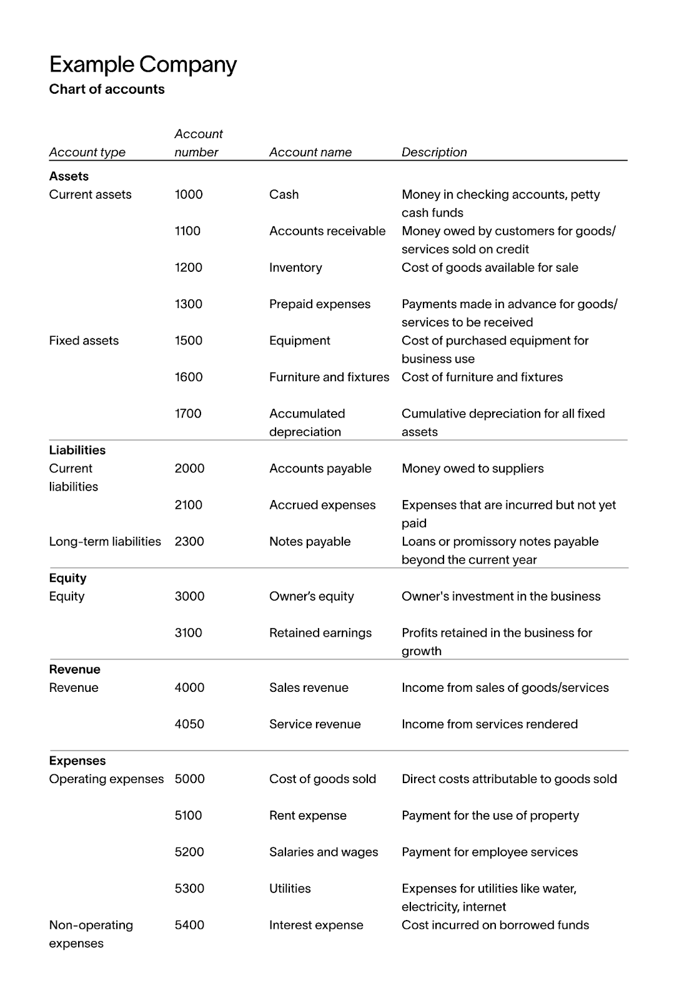 Example Company
Chart of accounts
Account
Account type number Account name Description
Assets
Current assets 1000 Cash Money in checking accounts, petty
cash funds
1100 Accounts receivable Money owed by customers for goods/
services sold on credit
1200 Inventory Cost of goods available for sale
1300 Prepaid expenses Payments made in advance for goods/
services to be received
Fixed assets 1500 Equipment Cost of purchased equipment for
business use
1600 Furniture and fixtures Cost of furniture and fixtures
1700 Accumulated Cumulative depreciation for all fixed
depreciation assets
Liabilities
Current 2000 Accounts payable Money owed to suppliers
liabilities
2100 Accrued expenses Expenses that are incurred but not yet
paid
Long-term liabilities 2300 Notes payable Loans or promissory notes payable
beyond the current year
Equity
Equity 3000 Owner’s equity Owner's investment in the business
3100 Retained earnings Profits retained in the business for
growth
Revenue
Revenue 4000 Sales revenue Income from sales of goods/services
4050 Service revenue Income from services rendered
Expenses
Operating expenses 5000 Cost of goods sold Direct costs attributable to goods sold
5100 Rent expense Payment for the use of property
5200 Salaries and wages Payment for employee services
5300 Utilities Expenses for utilities like water,
electricity, internet
Non-operating 5400 Interest expense Cost incurred on borrowed funds
expenses